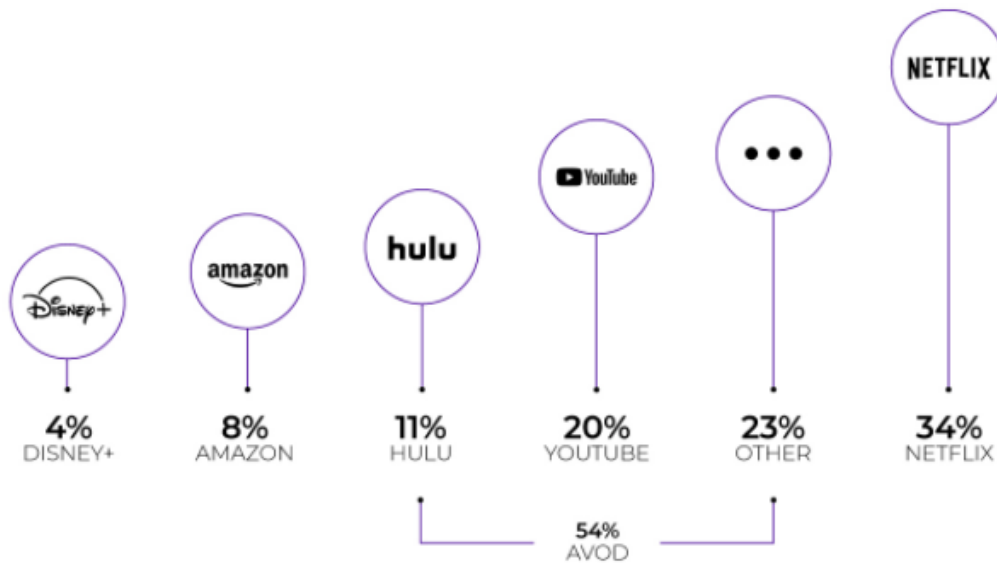 NETFLIX
YouTube
hulu
amazon
Disney+
4%
DISNEY+
8%
AMAZON
11%
HULU
20%
YOUTUBE
23%
OTHER
34%
NETFLIX
54%
AVOD